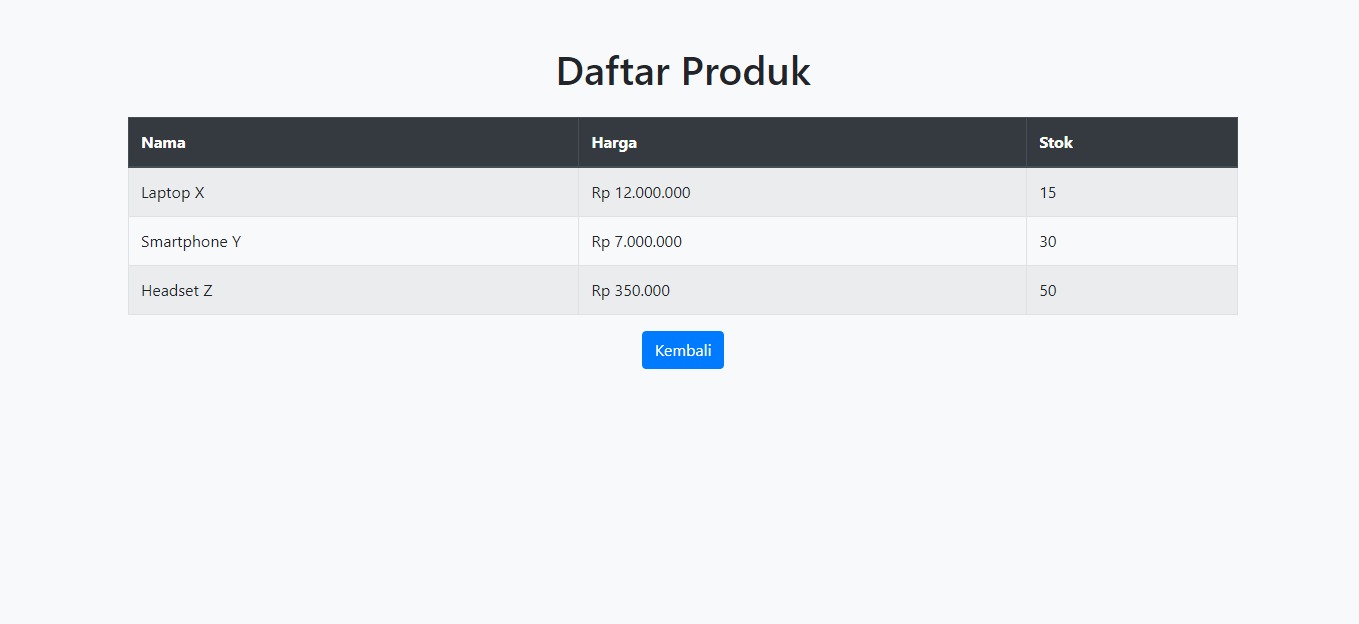 Daftar Produk
Nama Harga Stok
Laptop X Rp 12.000.000 15
Smartphone Y Rp 7.000.000 30
Headset Z Rp 350.000 50
Kembali